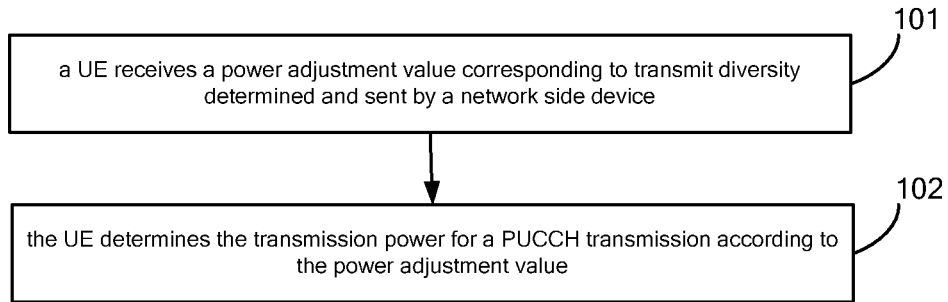 101
a UE receives a power adjustment value corresponding to transmit diversity
determined and sent by a network side device
102
the UE determines the transmission power for a PUCCH transmission according to
the power adjustment value